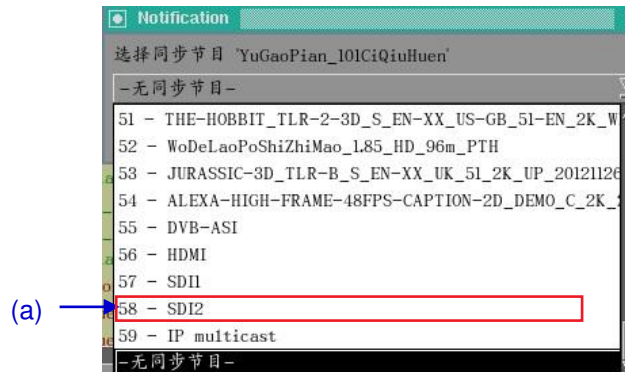 Notification
选择同步节目 'YuGaoPian_101CiQiuHuen'
-无同步节目-
51 - THE-HOBBIT_TLR-2-3D_S_EN-XX_US-GB_51-EN_2K_W
52 - WoDeLaoPoShiZhiMao_1.85_HD_96m_PTH
53 - JURASSIC-3D_TLR-B_S_EN-XX_UK_51_2K_UP_20121126
54 - ALEXA-HIGH-FRAME-48FPS-CAPTION-2D_DEMO_C_2K_
55 - DVB-ASI
56 - HDMI
57 - SDI1
(a)
58 - SDI2
59 - IP multicast
-无同步节目-